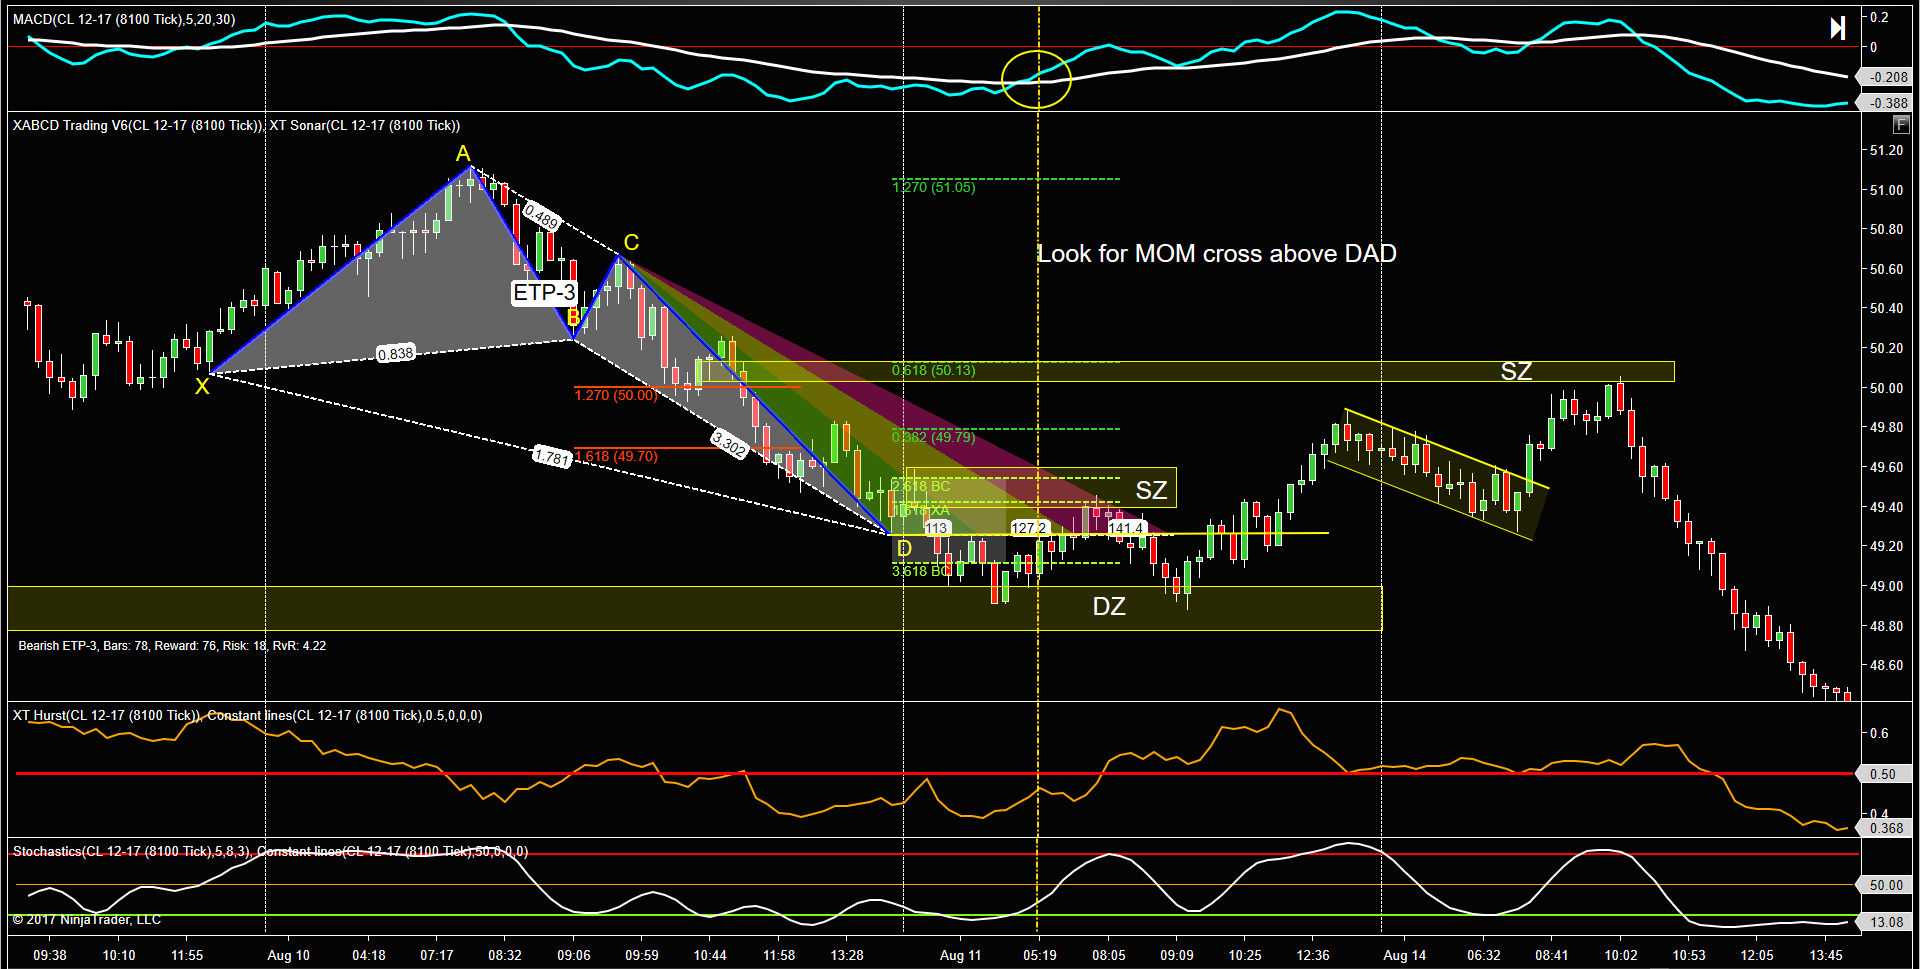 MACD(CL 12-17 (8100 Tick),5,20,30)
0.2
0
-0.208
-0.388
XABCD Trading V6(CL 12-17 (8100 Tick)), XT Sonar(CL 12-17 (8100 Tick))
F
51.20
51.00
50.80
50.60
50.40
50.20
50.00
49.80
49.60
49.40
49.20
49.00
48.80
48.60
A
1.270 (51.05)
0.489
C
Look for MOM cross above DAD
ETP-3
B
0.838
X
0.618 (50.13)
SZ
1.270 (50.00)
0.382 (49.79)
3.302
1.781
1.618 (49.70)
2.618 BC
SZ
1.618 XA
113
127.2
141.4
D
3.618 BC
DZ
Bearish ETP-3, Bars: 78, Reward: 76, Risk: 18, RvR: 4.22
XT Hurst(CL 12-17 (8100 Tick)), Constant lines(CL 12-17 (8100 Tick),0.5,0,0,0)
0.6
0.50
0.4
0.368
Stochastics(CL 12-17 (8100 Tick),5,8,3), Constant lines(CL 12-17 (8100 Tick),50,0,0,0)
50.00
13.08
© 2017 NinjaTrader, LLC
09:38 10:10 11:55 Aug 10 04:18 07:17 08:32 09:06 09:59 10:44 11:58 13:28 Aug 11 05:19 08:05 09:09 10:25 12:36 Aug 14 06:32 08:41 10:02 10:53 12:05 13:45